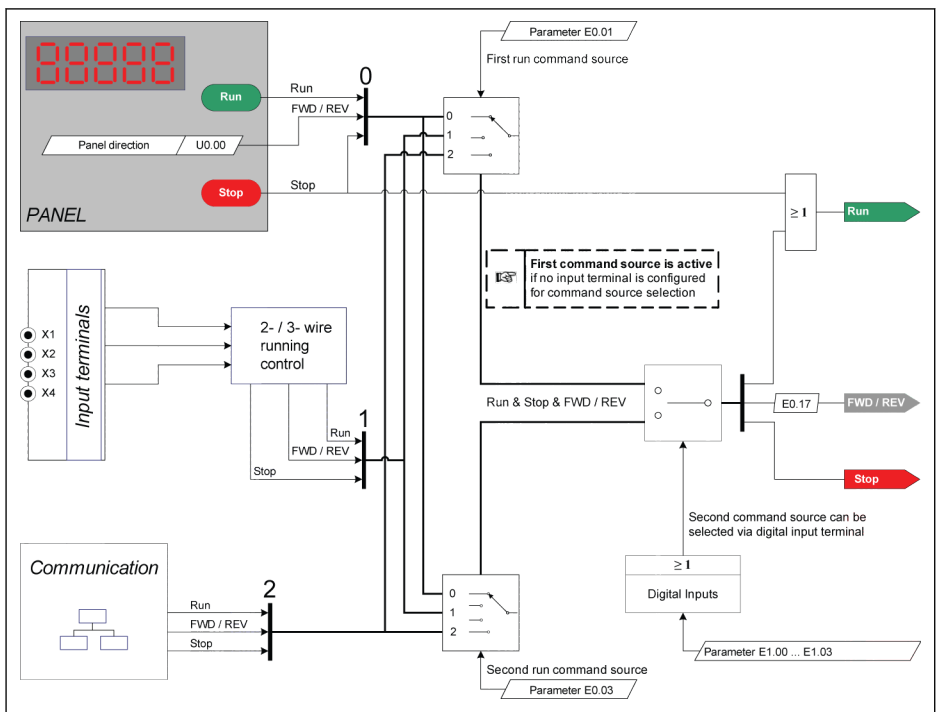 Parameter E0.01
First run command source
88888
0
Run
FWD / REV
Run
Panel direction U0.00
Stop
Stop
PANEL
0
1
2
≥ 1
Run
First command source is active
if no input terminal is configured
for command source selection
Input terminals
X1
X2
X3
X4
2- / 3- wire
running
control
Run
FWD / REV
Stop
1
Run & Stop & FWD / REV
E0.17
FWD / REV
Stop
Second command source can be
selected via digital input terminal
≥ 1
Digital Inputs
Parameter E1.00 ... E1.03
Communication
Run
FWD / REV
Stop
2
0
1
2
Second run command source
Parameter E0.03